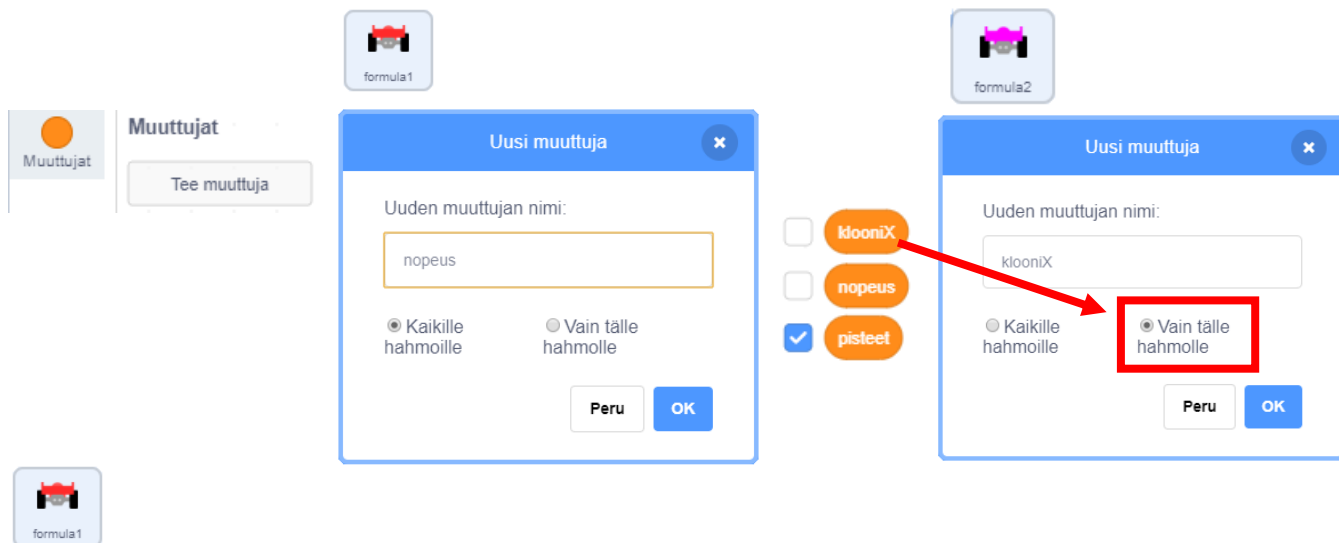 formula1
formula2
Muuttujat
Muuttujat
Tee muuttuja
Uusi muuttuja
Uuden muuttujan nimi:
nopeus
Kaikille
hahmoille
Vain tälle
hahmolle
Peru
OK
klooniX
nopeus
pisteet
Uusi muuttuja
Uuden muuttujan nimi:
klooniX
Kaikille
hahmoille
Vain tälle
hahmolle
Peru
OK
formula1